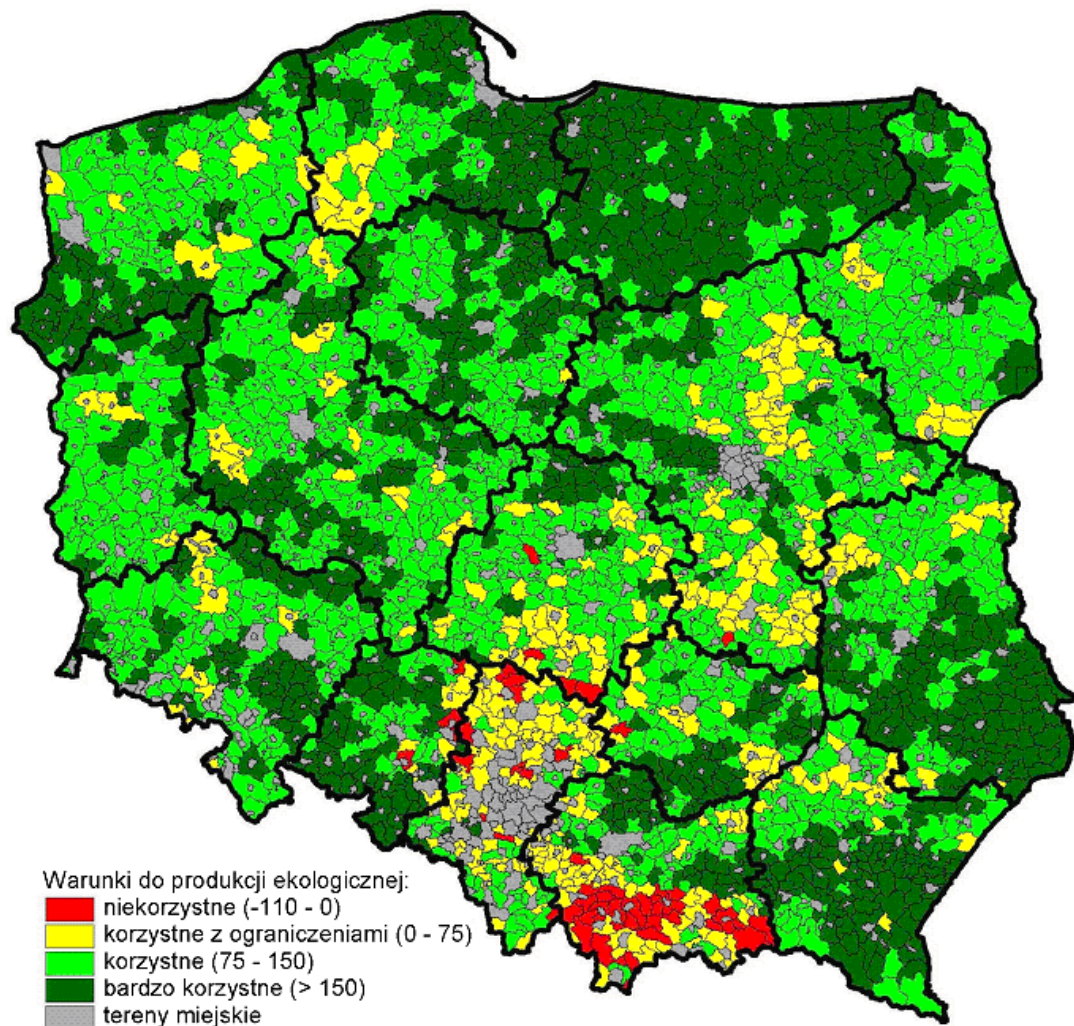 Warunki do produkcji ekologicznej:
niekorzystne (-110 - 0)
korzystne z ograniczeniami (0 - 75)
korzystne (75 - 150)
bardzo korzystne (> 150)
tereny miejskie